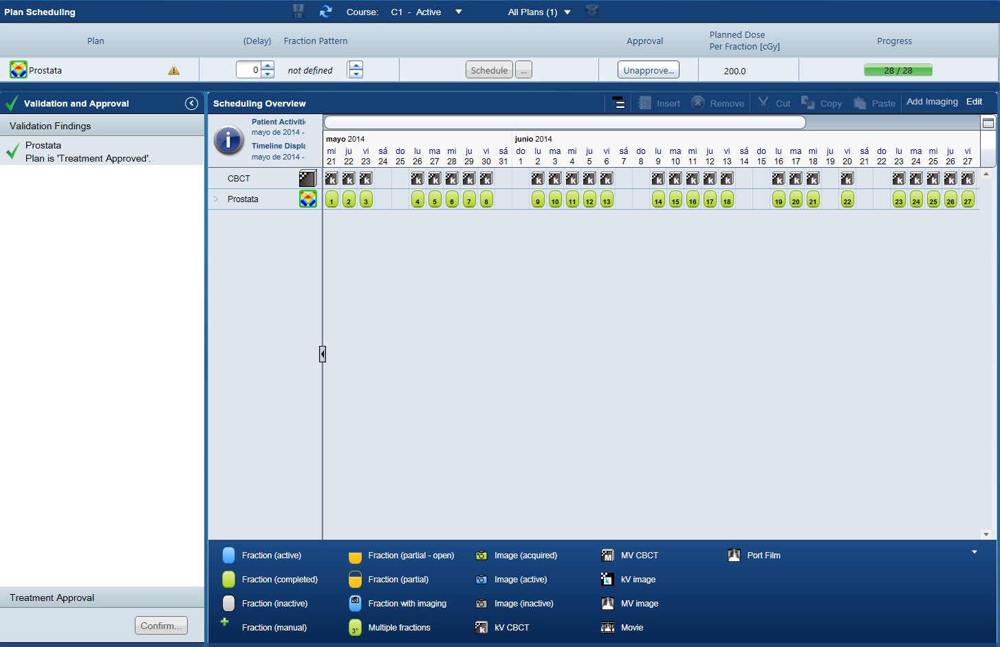 Plan Scheduling
Course: C1 - Active
All Plans (1)
Plan
(Delay)
Fraction Pattern
Approval
Planned Dose
Per Fraction [cGy]
Progress
Prostata
0
not defined
Schedule
...
Unapprove...
200.0
28 / 28
Validation and Approval
Validation Findings
Prostata
Plan is 'Treatment Approved'.
Treatment Approval
Confirm...
Scheduling Overview
Insert
Remove
Cut
Copy
Paste
Add Imaging
Edit
Patient Activiti
mayo de 2014 -
Timeline Displa
mayo de 2014 -
mayo 2014 junio 2014
mi ju vi sá do lu ma mi ju vi sá do lu ma mi ju vi sá do lu ma mi ju vi sá do lu ma mi ju vi sá do lu ma mi ju vi
21 22 23 24 25 26 27 28 29 30 31 1 2 3 4 5 6 7 8 9 10 11 12 13 14 15 16 17 18 19 20 21 22 23 24 25 26 27
CBCT k k k k k k k k k k k k k k k k k k k k k k k k k k k
Prostata 1 2 3 4 5 6 7 8 9 10 11 12 13 14 15 16 17 18 19 20 21 22 23 24 25 26 27
Fraction (active)
Fraction (completed)
Fraction (inactive)
Fraction (manual)
Fraction (partial - open)
Fraction (partial)
Fraction with imaging
3* Multiple fractions
Image (acquired)
Image (active)
Image (inactive)
k kV CBCT
M MV CBCT
k kV image
MV image
Movie
Port Film